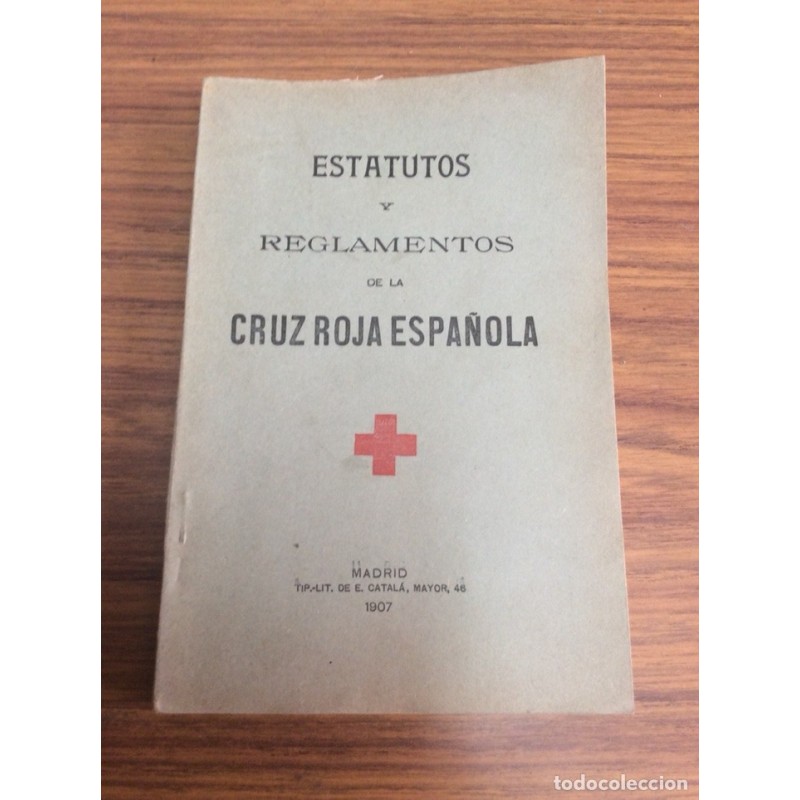 ESTATUTOS
Y
REGLAMENTOS
DE LA
CRUZ ROJA ESPAÑOLA
MADRID
TIP.-LIT. DE E. CATALÁ, MAYOR, 46
1907
todocoleccion